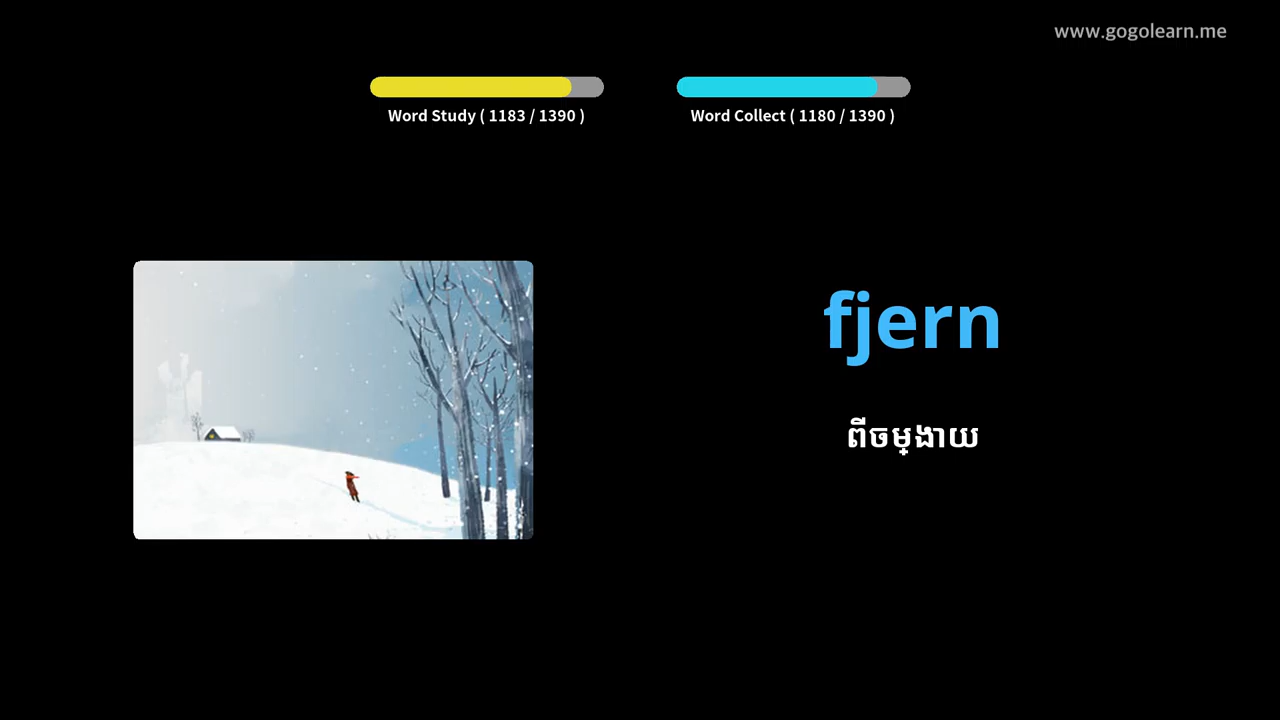 www.gogolearn.me
Word Study ( 1183 / 1390 )
Word Collect ( 1180 / 1390 )
fjern
ពីចម្ងាយ